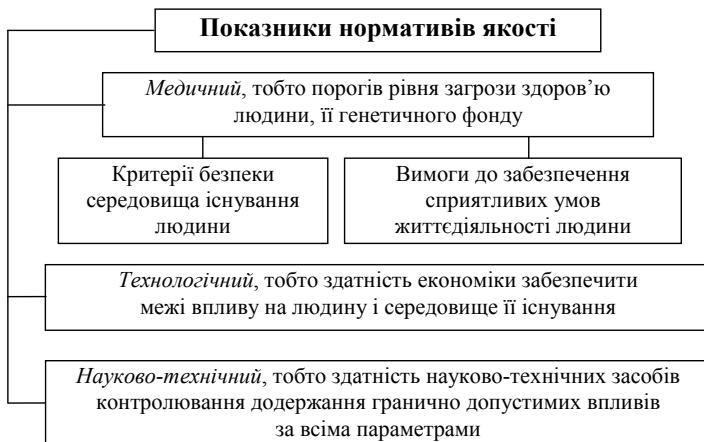 Показники нормативів якості
Медичний, тобто порогів рівня загрози здоров’ю
людини, її генетичного фонду
Критерії безпеки
середовища існування
людини
Вимоги до забезпечення
сприятливих умов
життєдіяльності людини
Технологічний, тобто здатність економіки забезпечити
межі впливу на людину і середовище її існування
Науково-технічний, тобто здатність науково-технічних засобів
контролювання додержання гранично допустимих впливів
за всіма параметрами